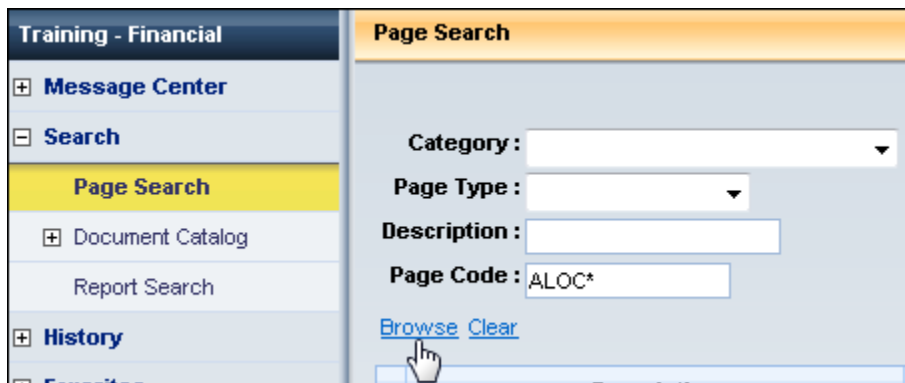 Training - Financial
Message Center
Search
Page Search
Document Catalog
Report Search
History
Page Search
Category :
Page Type :
Description :
Page Code : ALOC*
Browse Clear